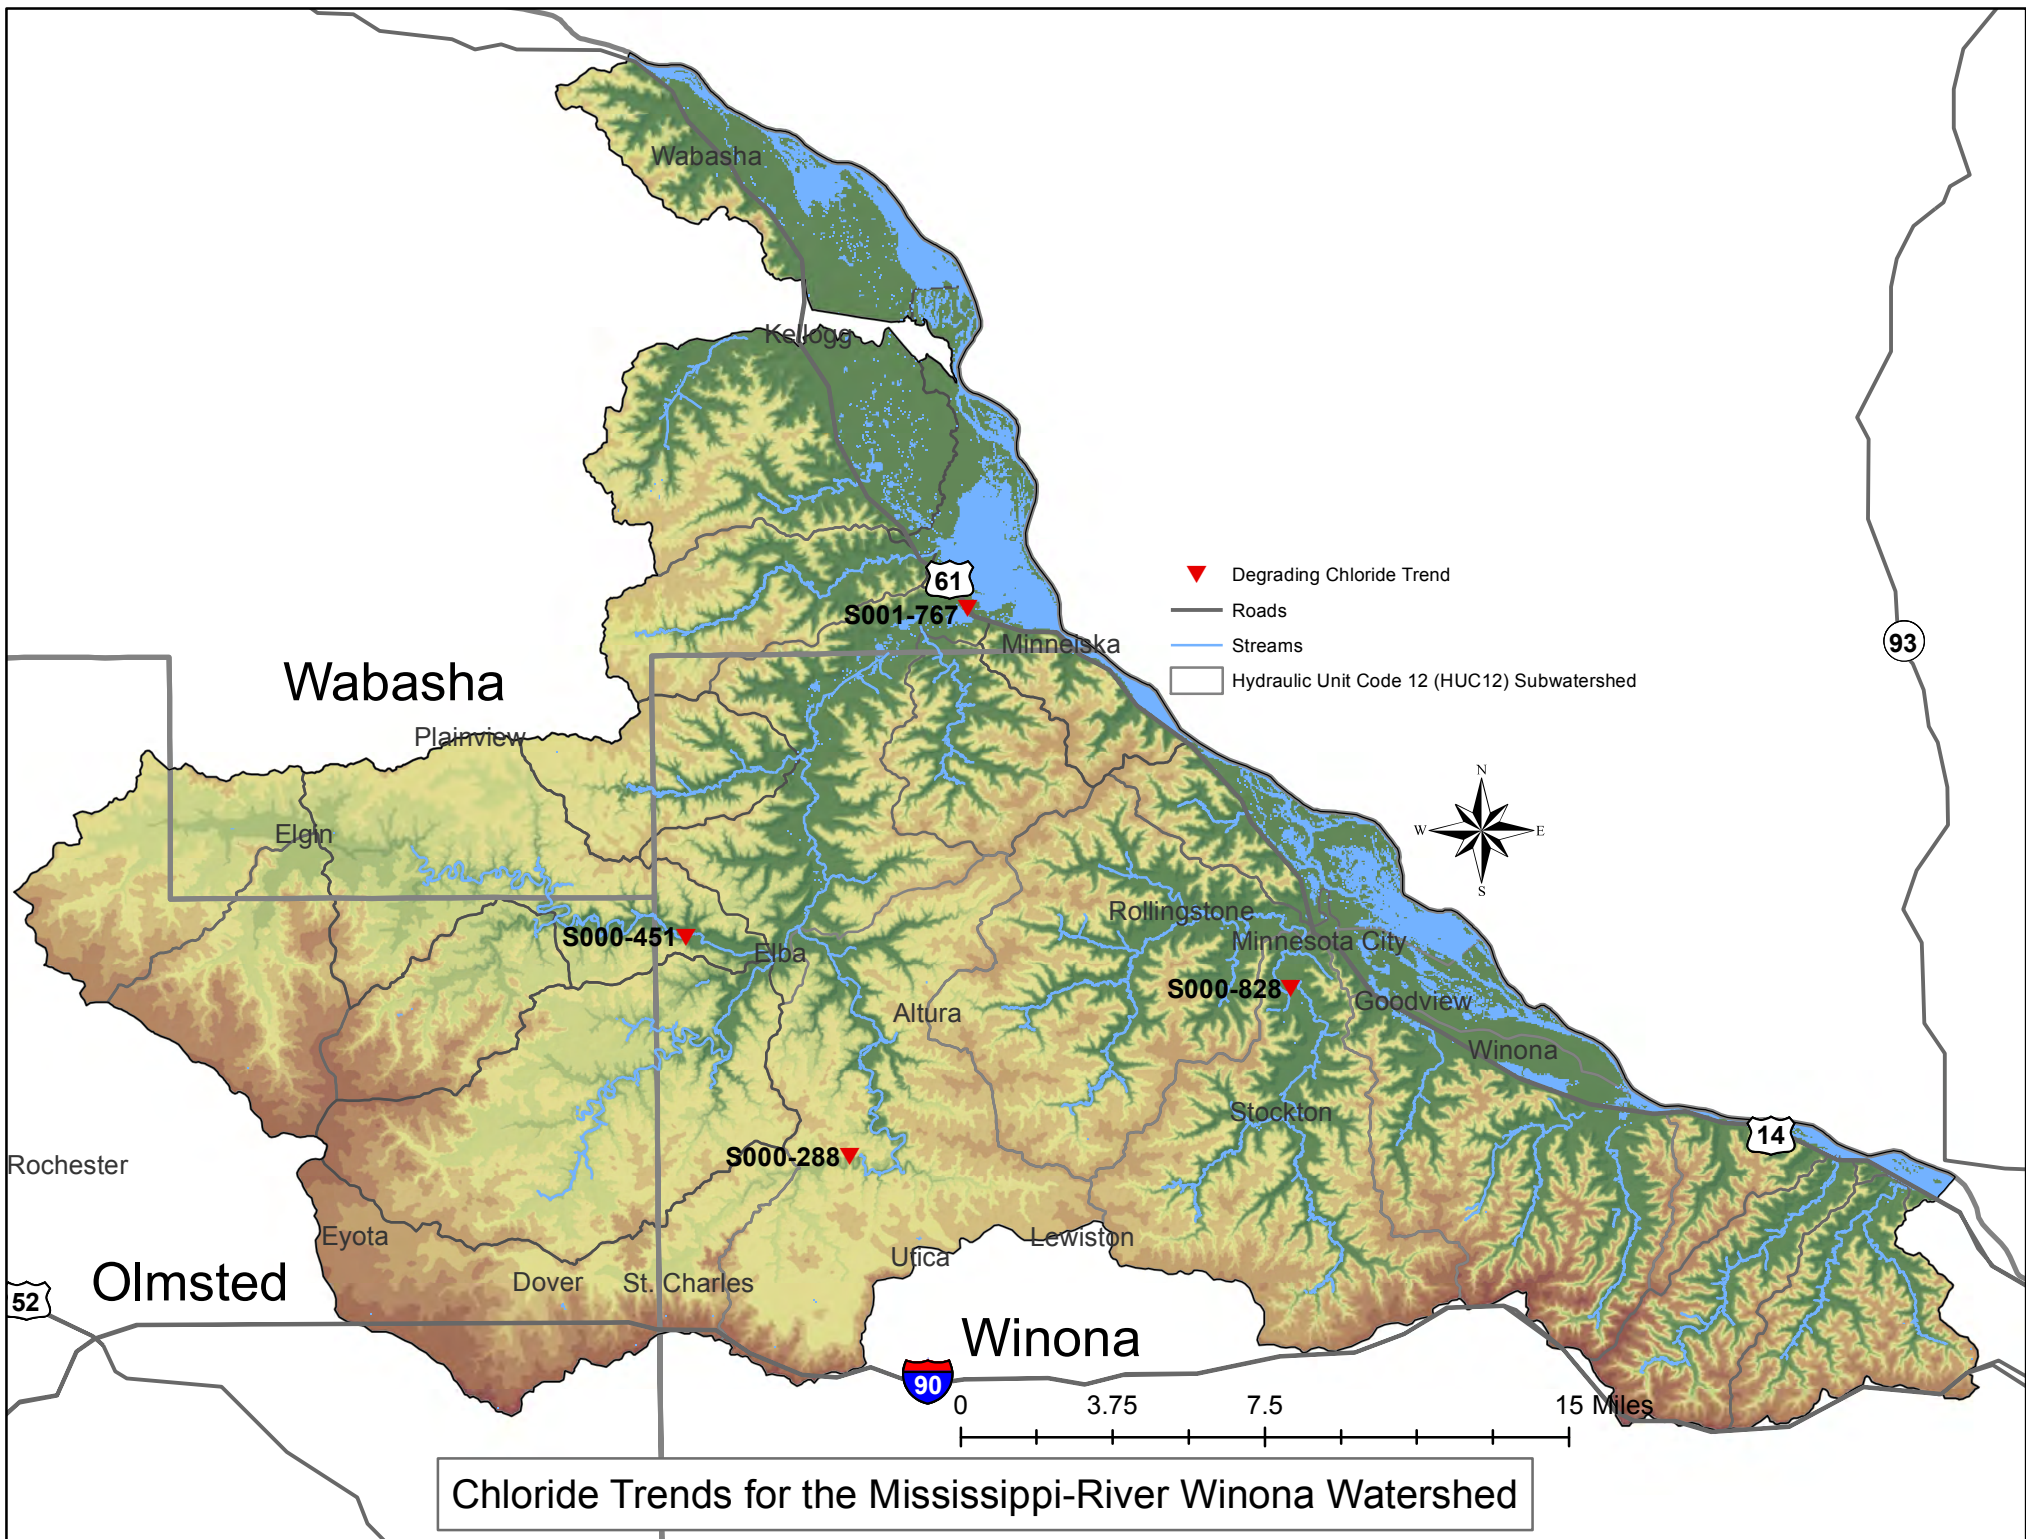 Wabasha
Kellogg
61
S001-767
Minneiska
Degrading Chloride Trend
Roads
Streams
Hydraulic Unit Code 12 (HUC12) Subwatershed
93
Wabasha
Plainview
Elgin
N
W
E
S
S000-451
Elba
Rollingstone
Minnesota City
S000-828
Goodview
Altura
Winona
Stockton
14
Rochester
S000-288
Eyota
Utica
Lewiston
Olmsted
Dover
St. Charles
52
Winona
90
0
3.75
7.5
15 Miles
Chloride Trends for the Mississippi-River Winona Watershed